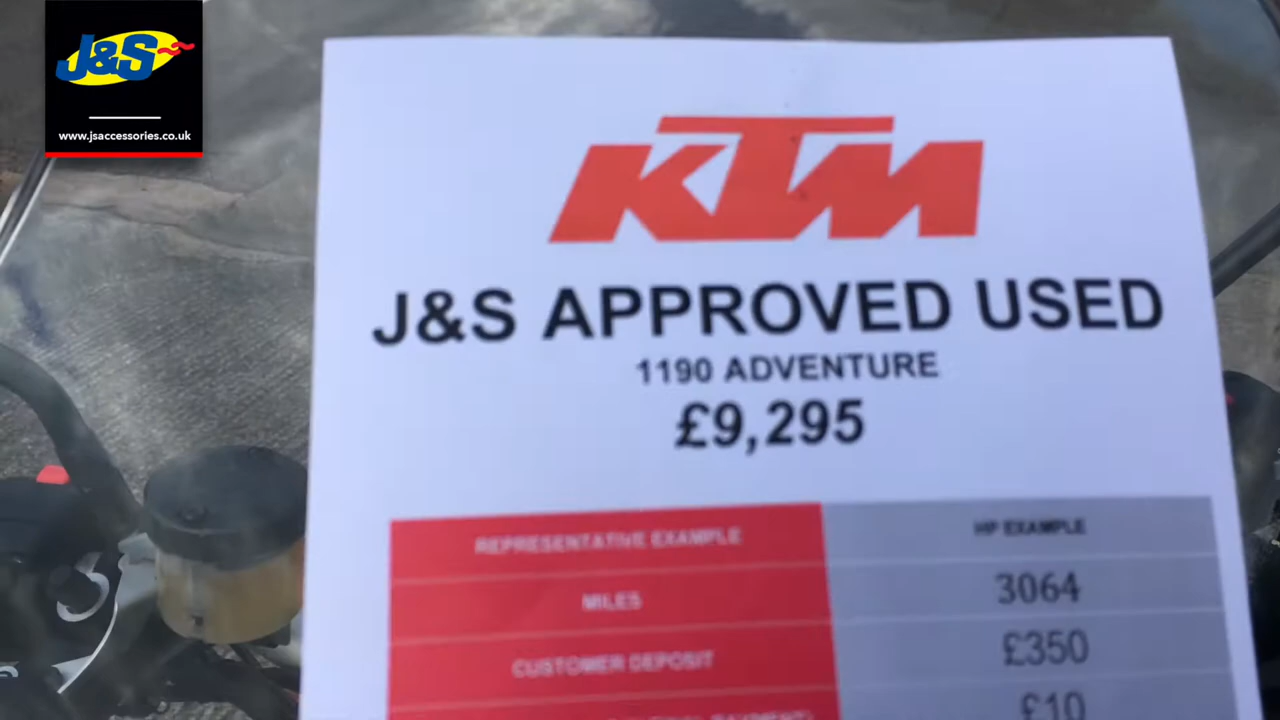 J&S
www.jsaccessories.co.uk
KTM
J&S APPROVED USED
1190 ADVENTURE
£9,295
REPRESENTATIVE EXAMPLE HP EXAMPLE
MILES 3064
CUSTOMER DEPOSIT £350
£10